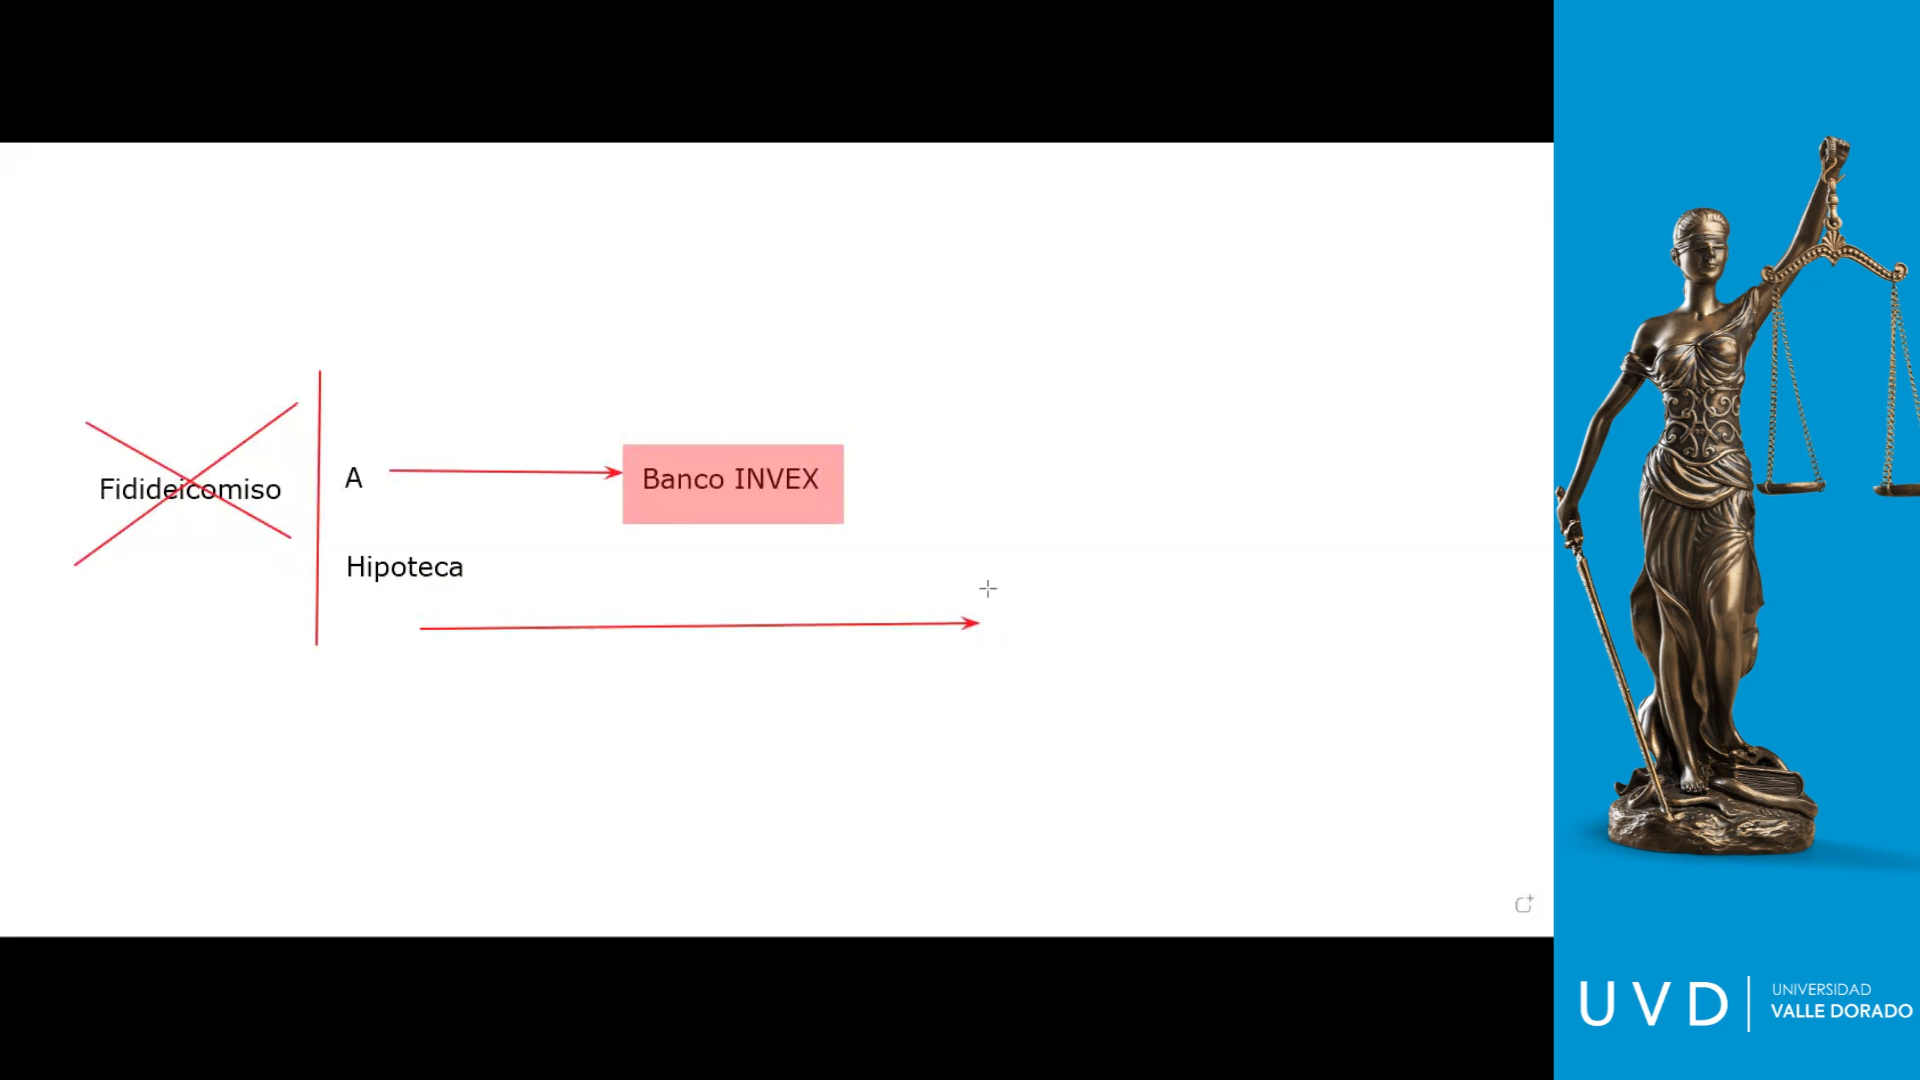 Fidideicomiso
A
Banco INVEX
Hipoteca
UVD
UNIVERSIDAD
VALLE DORADO